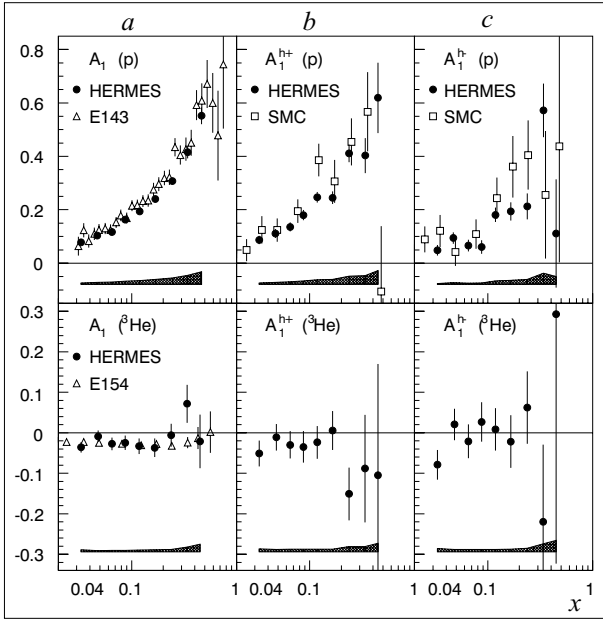 a b c
A₁ (p) A₁ʰ⁺ (p) A₁ʰ⁻ (p)
HERMES HERMES HERMES
E143 SMC SMC
0.8
0.6
0.4
0.2
0
A₁ (³He) A₁ʰ⁺ (³He) A₁ʰ⁻ (³He)
HERMES
E154
0.3
0.2
0.1
0
-0.1
-0.2
-0.3
0.04 0.1 1 0.04 0.1 1 0.04 0.1 1
x